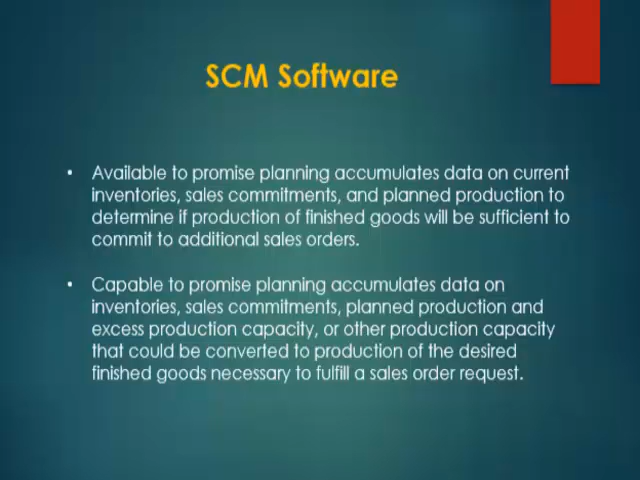 SCM Software
• Available to promise planning accumulates data on current
inventories, sales commitments, and planned production to
determine if production of finished goods will be sufficient to
commit to additional sales orders.
• Capable to promise planning accumulates data on
inventories, sales commitments, planned production and
excess production capacity, or other production capacity
that could be converted to production of the desired
finished goods necessary to fulfill a sales order request.